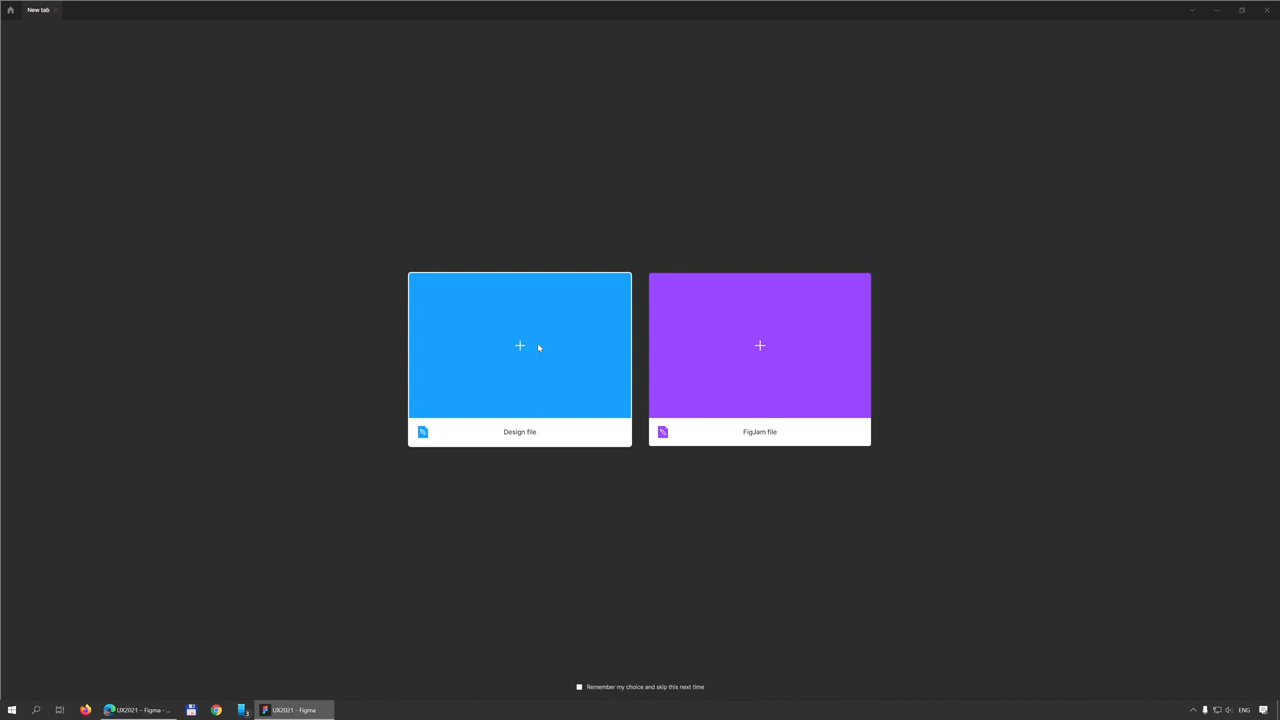 New tab
Design file
FigJam file
Remember my choice and skip this next time
UX2021 – Figma - ...
3
UX2021 - Figma
ENG